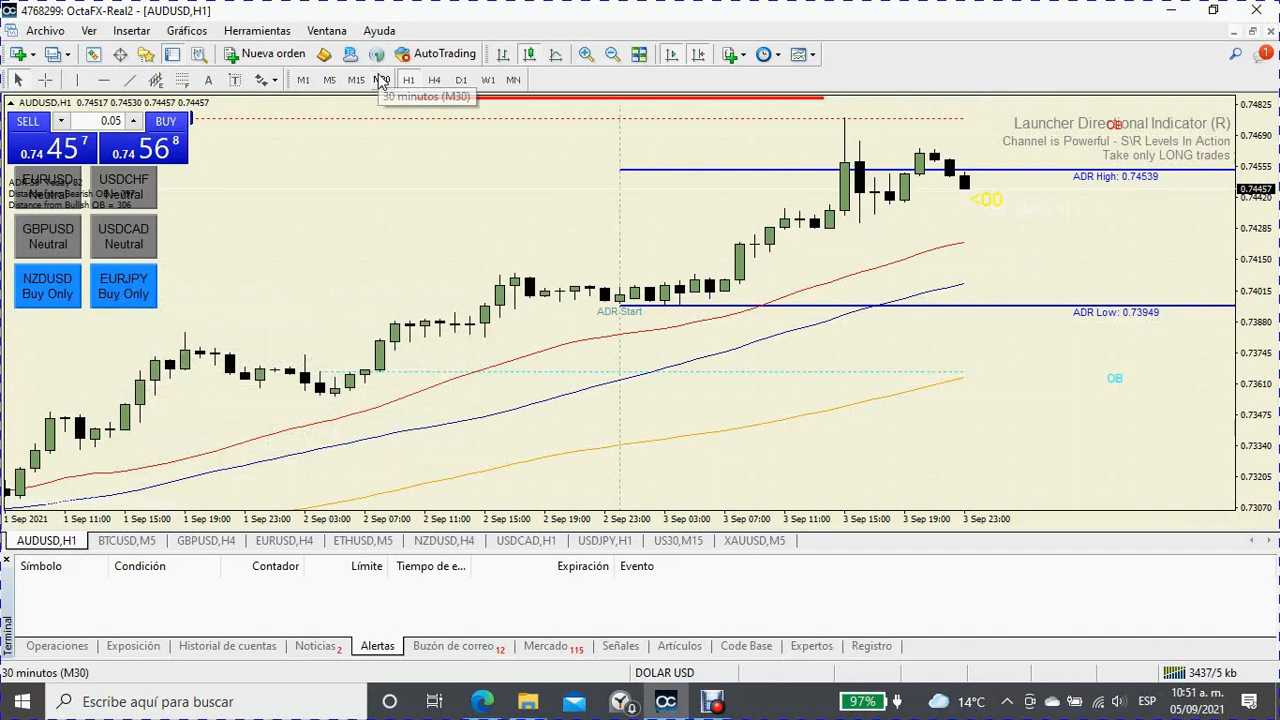 4768299: OctaFX-Real2 - [AUDUSD,H1]
Archivo Ver Insertar Gráficos Herramientas Ventana Ayuda
Nueva orden AutoTrading 1
A T M1 M5 M15 M30 H1 H4 D1 W1 MN
30 minutos (M30)
AUDUSD,H1 0.74517 0.74530 0.74457 0.74457
SELL 0.05 BUY
0.74 45 7 0.74 56 8
Launcher Directional Indicator (R)
OB
Channel is Powerful - S\R Levels In Action
Take only LONG trades
EURUSD Neutral
USDCHF Neutral
Distance from Bullish OB = 306
GBPUSD Neutral
USDCAD Neutral
NZDUSD Buy Only
EURJPY Buy Only
ADR High: 0.74539
<00
ADR Start
ADR Low: 0.73949
OB
0.74825
0.74690
0.74555
0.74457
0.74420
0.74285
0.74150
0.74015
0.73880
0.73745
0.73610
0.73475
0.73340
0.73205
0.73070
1 Sep 2021 1 Sep 11:00 1 Sep 15:00 1 Sep 19:00 1 Sep 23:00 2 Sep 03:00 2 Sep 07:00 2 Sep 11:00 2 Sep 15:00 2 Sep 19:00 2 Sep 23:00 3 Sep 03:00 3 Sep 07:00 3 Sep 11:00 3 Sep 15:00 3 Sep 19:00 3 Sep 23:00
AUDUSD,H1 BTCUSD,M5 GBPUSD,H4 EURUSD,H4 ETHUSD,M5 NZDUSD,H4 USDCAD,H1 USDJPY,H1 US30,M15 XAUUSD,M5
Símbolo Condición Contador Límite Tiempo de e... Expiración Evento
Terminal
Operaciones Exposición Historial de cuentas Noticias 2 Alertas Buzón de correo 12 Mercado 115 Señales Artículos Code Base Expertos Registro
30 minutos (M30) DOLAR USD 3437/5 kb
Escribe aquí para buscar 97% 14°C ESP 10:51 a. m.
05/09/2021